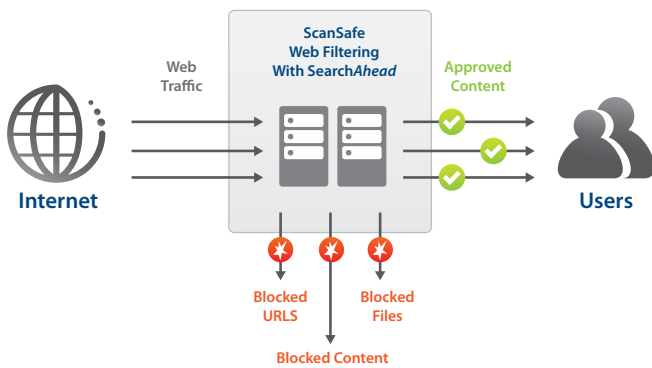 ScanSafe
Web Filtering
With SearchAhead
Web
Traffic
Approved
Content
Internet
Users
Blocked
URLS
Blocked
Files
Blocked Content